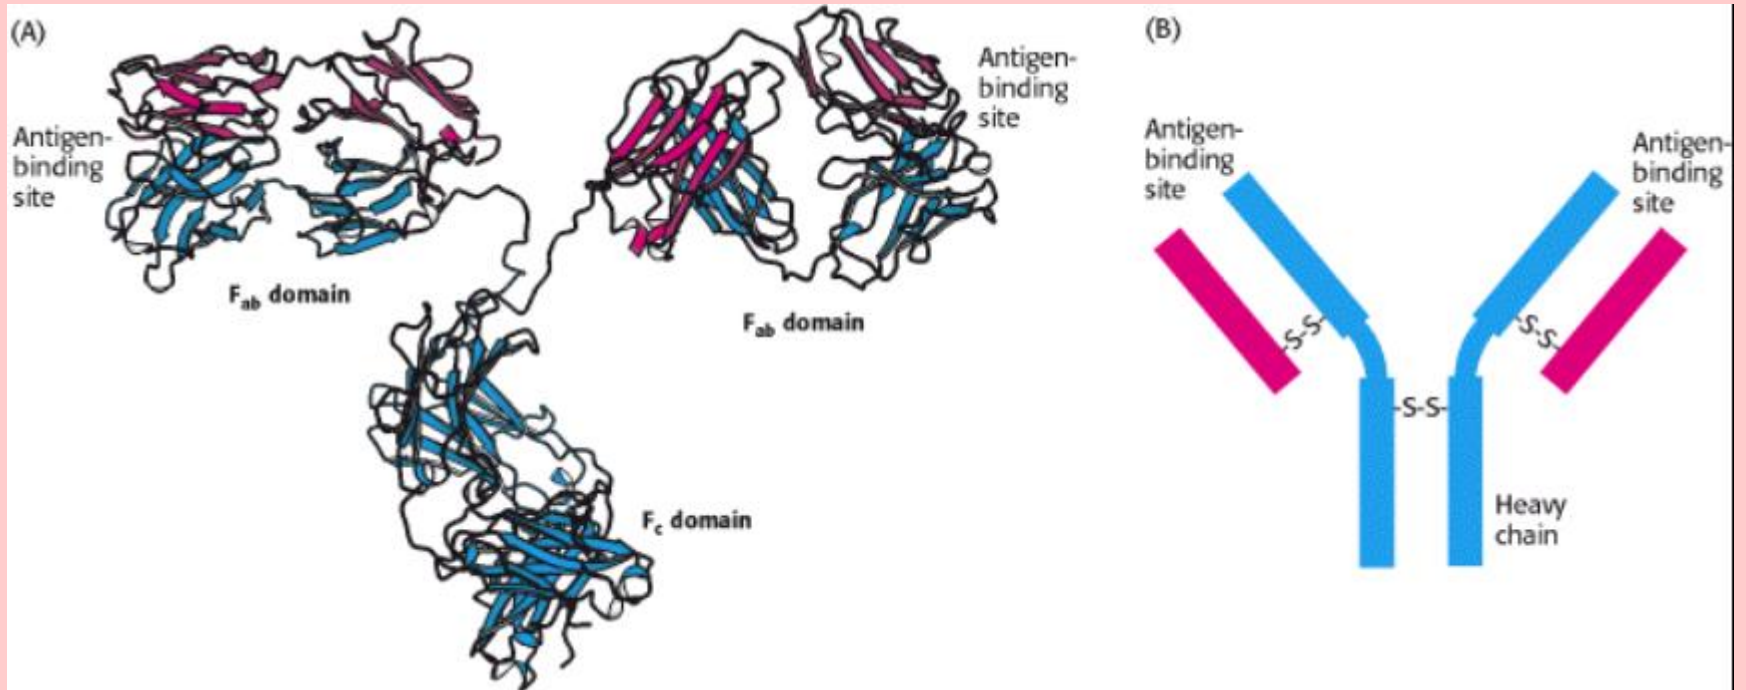 (A)
Antigen-
binding
site
Fab domain
Antigen-
binding
site
Fab domain
Fc domain
(B)
Antigen-
binding
site
Antigen-
binding
site
-S-S-
-S-S-
-S-S-
Heavy
chain